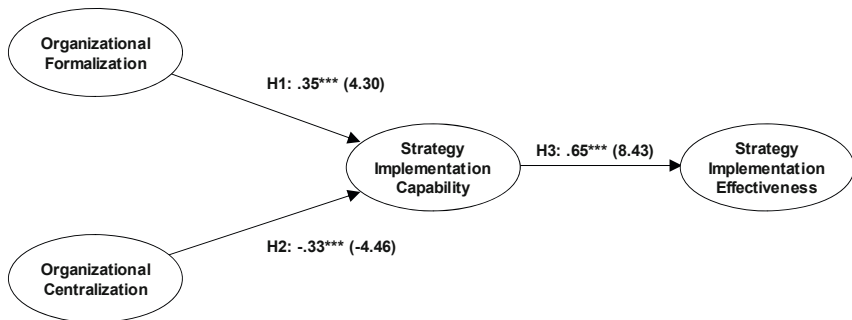 Organizational
Formalization
H1: .35*** (4.30)
Strategy
Implementation
Capability
H3: .65*** (8.43)
Strategy
Implementation
Effectiveness
H2: -.33*** (-4.46)
Organizational
Centralization